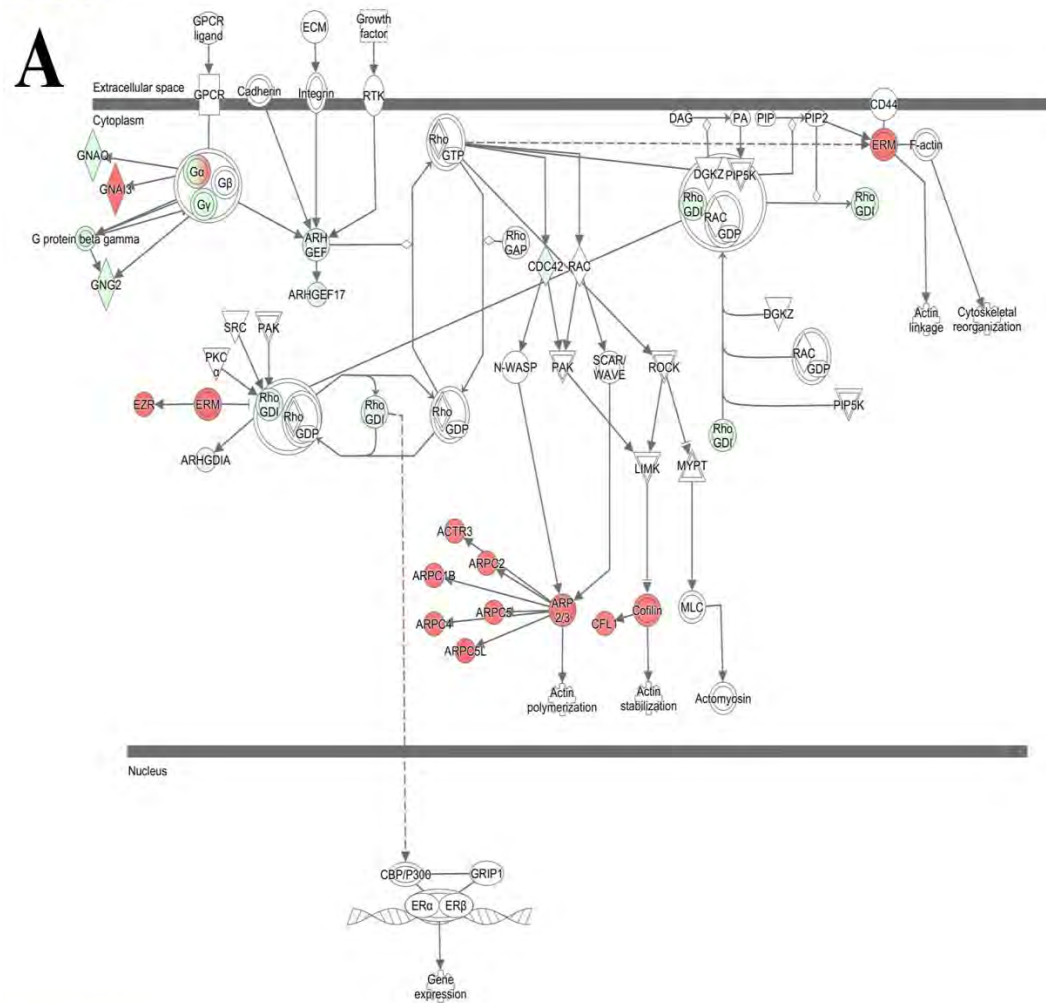 A
GPCR
ligand
ECM
Growth
factor
Extracellular space
GPCR
Cadherin
Integrin
RTK
Cytoplasm
DAG
PA
PIP
PIP2
CD44
GNAQ
GNAI3
Gα
Gβ
Gγ
Rho
GTP
ERM
F-actin
DGKZ
PIP5K
Rho
GDI
RAC
GDP
Rho
GDI
G protein beta gamma
GNG2
ARH
GEF
ARHGEF17
Rho
GAP
CDC42
RAC
SRC
PAK
PKC
α
N-WASP
PAK
SCAR/
WAVE
ROCK
DGKZ
Actin
linkage
Cytoskeletal
reorganization
RAC
GDP
PIP5K
EZR
ERM
Rho
GDI
Rho
GDP
Rho
GDI
Rho
GDP
Rho
GDI
ARHGDIA
LIMK
MYPT
ACTR3
ARPC2
ARPC1B
ARPC4
ARPC5
ARPC5L
ARP
2/3
CFL1
Cofilin
MLC
Actin
polymerization
Actin
stabilization
Actomyosin
Nucleus
CBP/P300
GRIP1
ERα
ERβ
Gene
expression